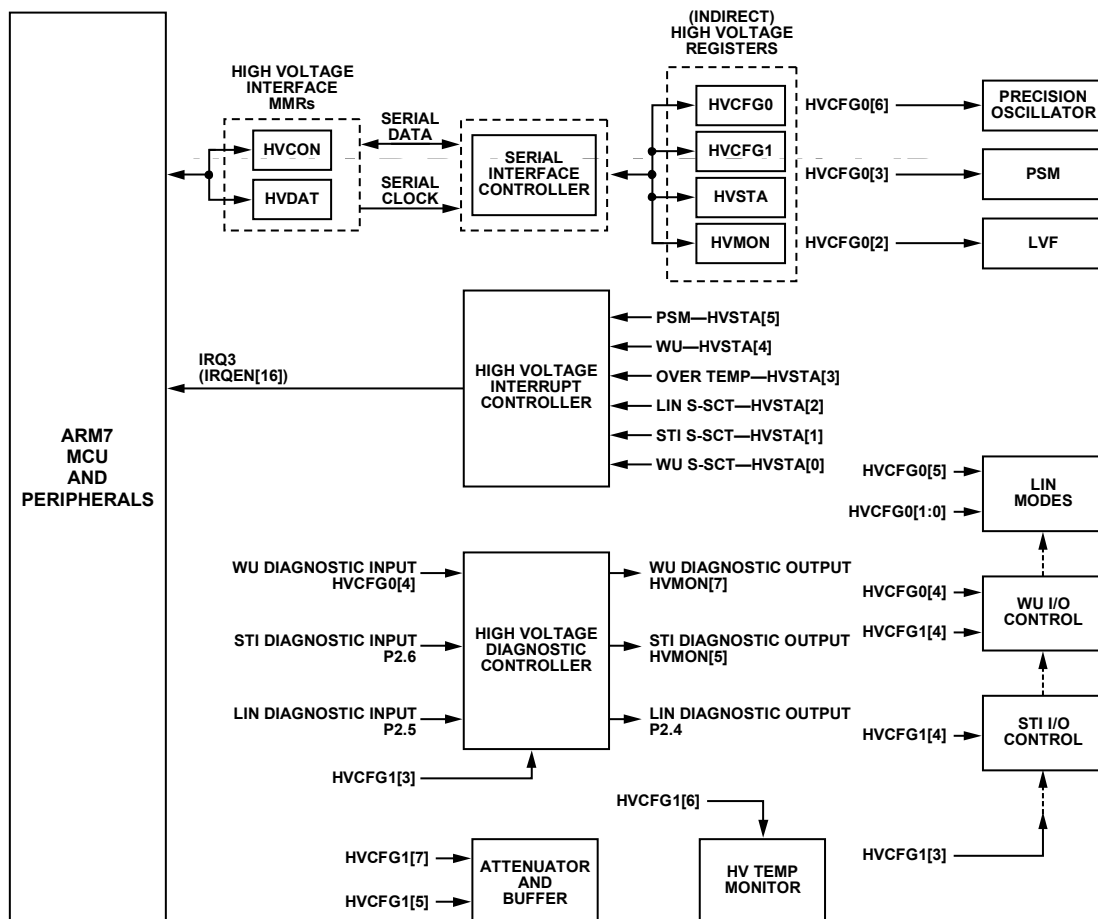 (INDIRECT)
HIGH VOLTAGE
REGISTERS
HIGH VOLTAGE
INTERFACE
MMRs
HVCON
HVDAT
SERIAL
DATA
SERIAL
CLOCK
SERIAL
INTERFACE
CONTROLLER
HVCFG0
HVCFG1
HVSTA
HVMON
HVCFG0[6]
PRECISION
OSCILLATOR
HVCFG0[3]
PSM
HVCFG0[2]
LVF
ARM7
MCU
AND
PERIPHERALS
IRQ3
(IRQEN[16])
HIGH VOLTAGE
INTERRUPT
CONTROLLER
PSM—HVSTA[5]
WU—HVSTA[4]
OVER TEMP—HVSTA[3]
LIN S-SCT—HVSTA[2]
STI S-SCT—HVSTA[1]
WU S-SCT—HVSTA[0]
HVCFG0[5]
HVCFG0[1:0]
LIN
MODES
WU DIAGNOSTIC INPUT
HVCFG0[4]
STI DIAGNOSTIC INPUT
P2.6
LIN DIAGNOSTIC INPUT
P2.5
HVCFG1[3]
HIGH VOLTAGE
DIAGNOSTIC
CONTROLLER
WU DIAGNOSTIC OUTPUT
HVMON[7]
STI DIAGNOSTIC OUTPUT
HVMON[5]
LIN DIAGNOSTIC OUTPUT
P2.4
HVCFG0[4]
HVCFG1[4]
WU I/O
CONTROL
HVCFG1[4]
STI I/O
CONTROL
HVCFG1[3]
HVCFG1[6]
HV TEMP
MONITOR
HVCFG1[7]
HVCFG1[5]
ATTENUATOR
AND
BUFFER